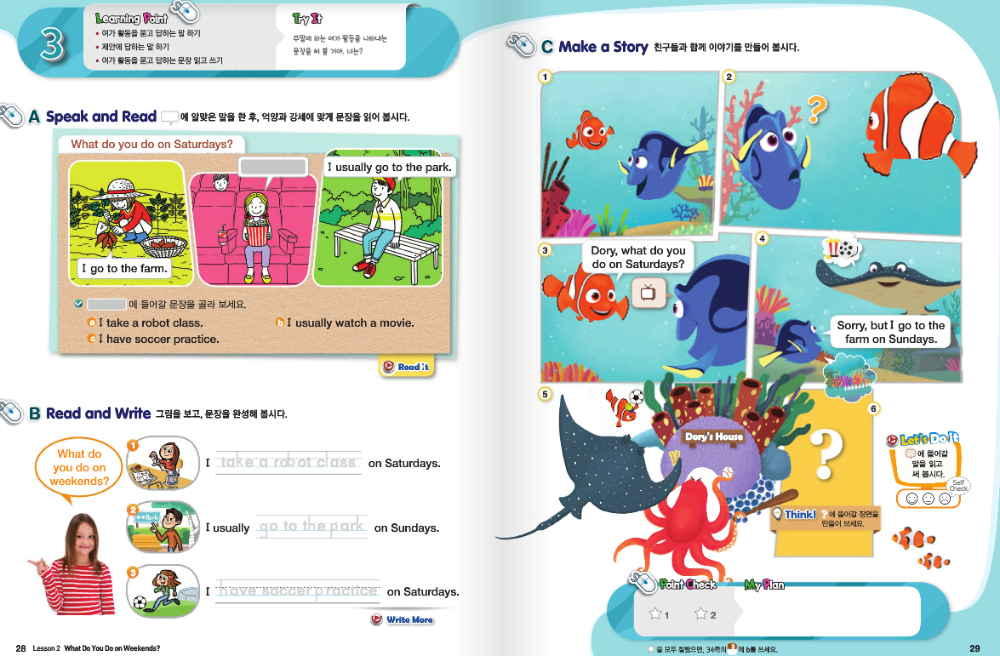 3
Learning Point
• 여가 활동을 묻고 답하는 말 하기
• 제안에 답하는 말 하기
• 여가 활동을 묻고 답하는 문장 읽고 쓰기
Try It
주말에 하는 여가 활동을 나타내는
문장을 써 볼 거야. 너는?
A Speak and Read 에 알맞은 말을 한 후, 억양과 강세에 맞게 문장을 읽어 봅시다.
What do you do on Saturdays?
I go to the farm.
I usually go to the park.
에 들어갈 문장을 골라 보세요.
a I take a robot class.
b I usually watch a movie.
c I have soccer practice.
Read it
B Read and Write 그림을 보고, 문장을 완성해 봅시다.
What do
you do on
weekends?
1
I take a robot class on Saturdays.
2
Park
I usually go to the park on Sundays.
3
I have soccer practice on Saturdays.
Write More
28 Lesson 2 What Do You Do on Weekends?
C Make a Story 친구들과 함께 이야기를 만들어 봅시다.
1
2
?
3
Dory, what do you
do on Saturdays?
4
Sorry, but I go to the
farm on Sundays.
5
Dory's House
6
?
Think! ? 에 들어갈 장면을
만들어 보세요.
Let's Do It
에 들어갈
말을 읽고
써 봅시다.
Self
Check
Point Check
1
2
My Plan
을 모두 칠했으면, 34쪽의 에 b를 쓰세요.
29